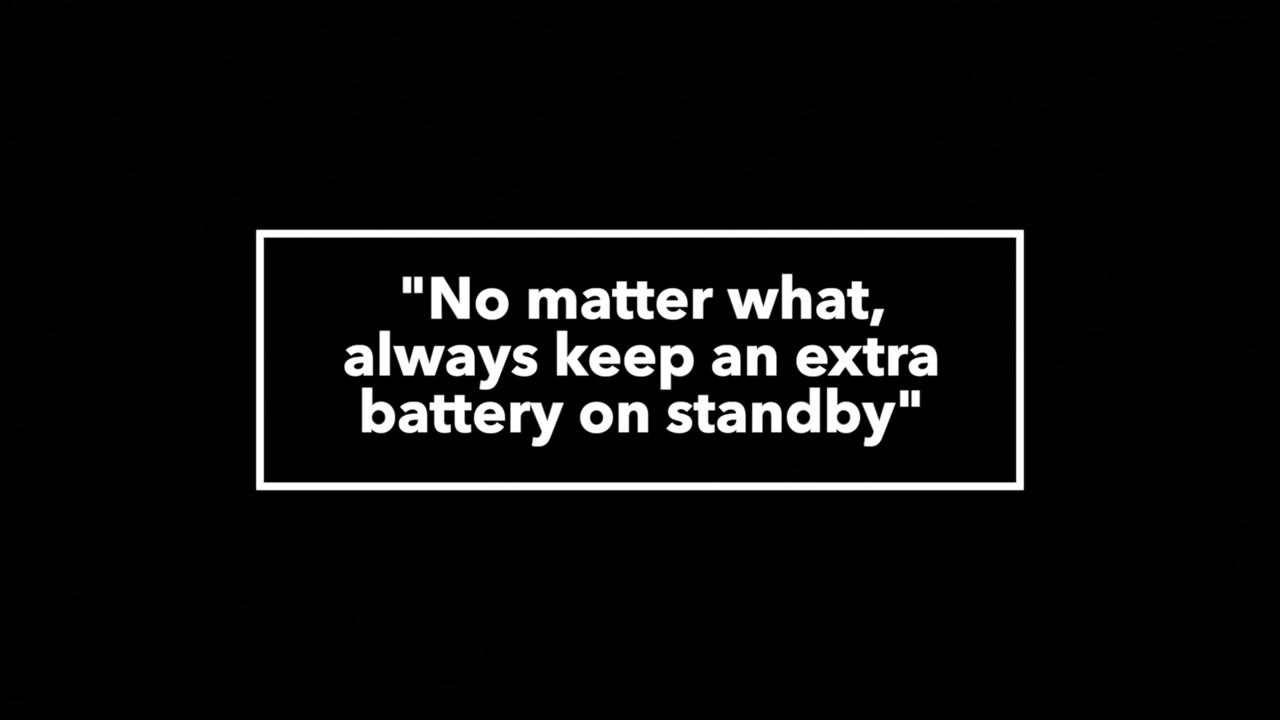 "No matter what,
always keep an extra
battery on standby"